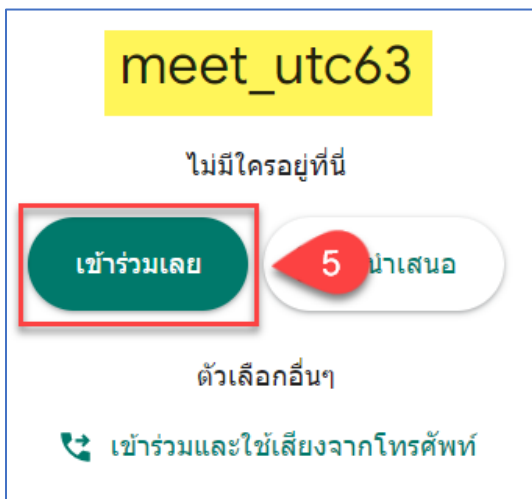 meet_utc63
ไม่มีใครอยู่ที่นี่
เข้าร่วมเลย 5 นำเสนอ
ตัวเลือกอื่นๆ
เข้าร่วมและใช้เสียงจากโทรศัพท์